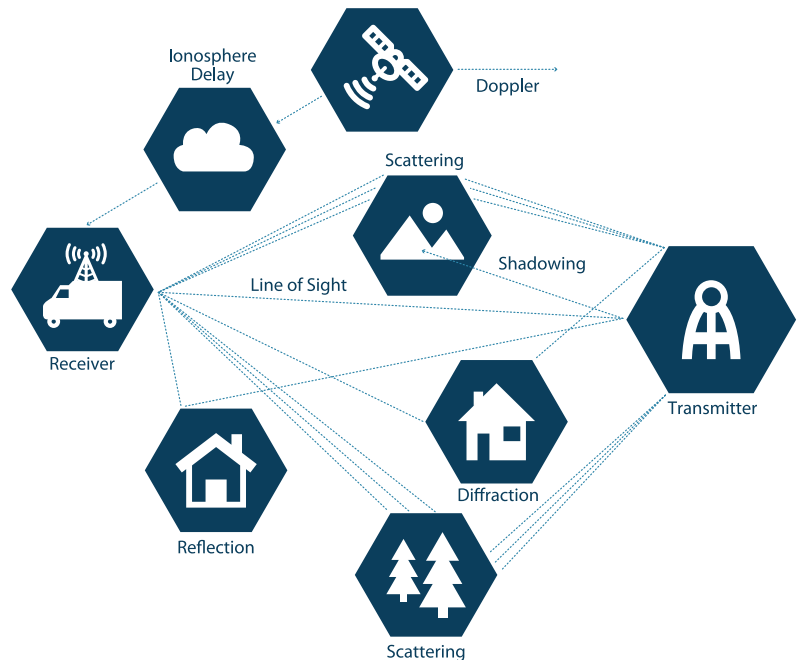 Ionosphere
Delay
Doppler
Scattering
Shadowing
Line of Sight
Receiver
Transmitter
Diffraction
Reflection
Scattering